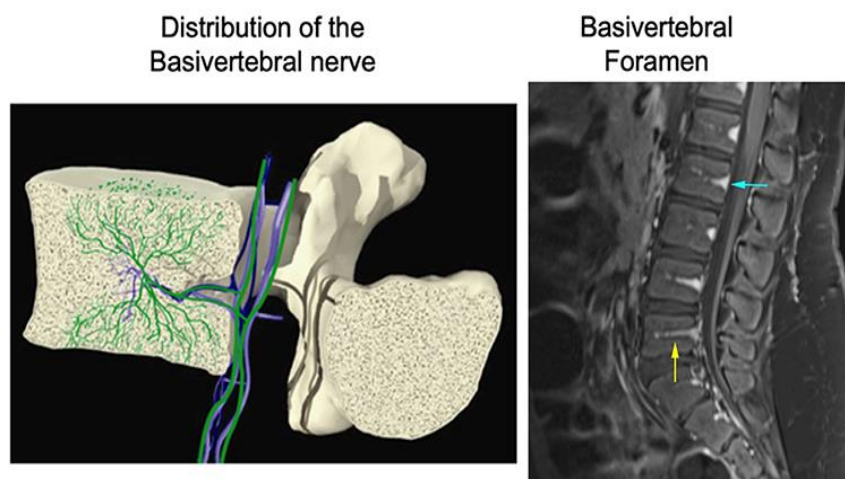 Distribution of the
Basivertebral nerve
Basivertebral
Foramen